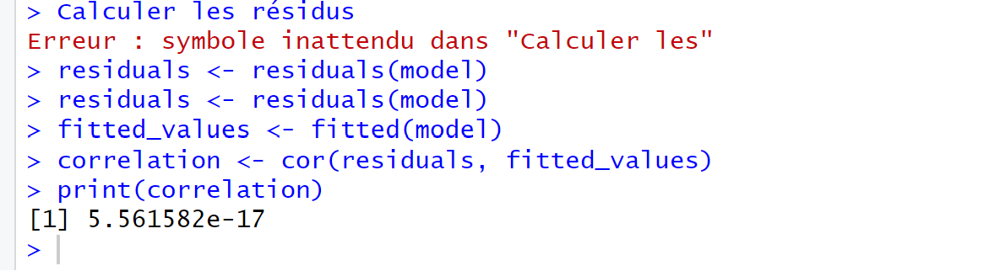 > Calculer les résidus
Erreur : symbole inattendu dans "Calculer les"
> residuals <- residuals(model)
> residuals <- residuals(model)
> fitted_values <- fitted(model)
> correlation <- cor(residuals, fitted_values)
> print(correlation)
[1] 5.561582e-17
>